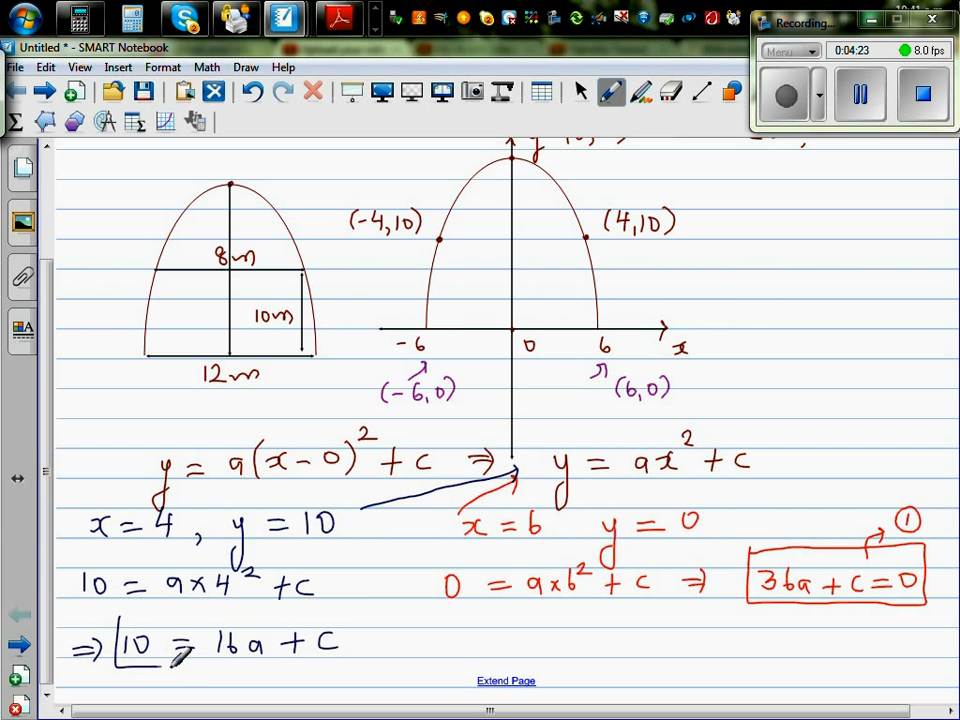 Untitled * - SMART Notebook
File Edit View Insert Format Math Draw Help
Recording...
Menu
0:04:23
8.0 fps
8m
10m
12m
(-4,10)
(4,10)
-6
0
6
x
(-6,0)
(6,0)
y = a(x-0)² + c ⇒ y = ax² + c
x = 4, y = 10
x = 6 y = 0
①
10 = a×4² + c
0 = a×6² + c ⇒ 36a + c = 0
⇒ 10 = 16a + c
Extend Page